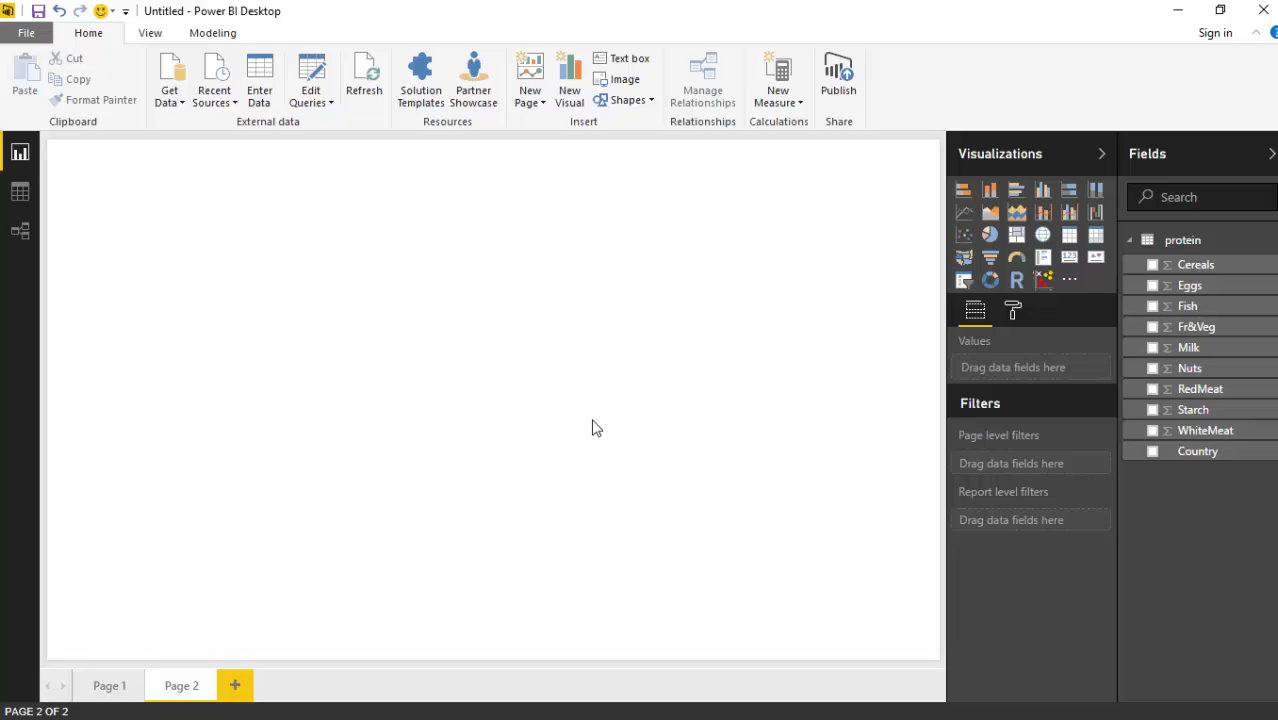 Untitled - Power BI Desktop
File
Home
View
Modeling
Sign in
Paste
Cut
Copy
Format Painter
Clipboard
Get Data
Recent Sources
Enter Data
Edit Queries
Refresh
External data
Solution Templates
Partner Showcase
Resources
New Page
New Visual
Text box
Image
Shapes
Insert
Manage Relationships
Relationships
New Measure
Calculations
Publish
Share
Visualizations
Fields
Search
protein
Cereals
Eggs
Fish
Fr&Veg
Milk
Nuts
RedMeat
Starch
WhiteMeat
Country
R
Values
Drag data fields here
Filters
Page level filters
Drag data fields here
Report level filters
Drag data fields here
Page 1
Page 2
PAGE 2 OF 2